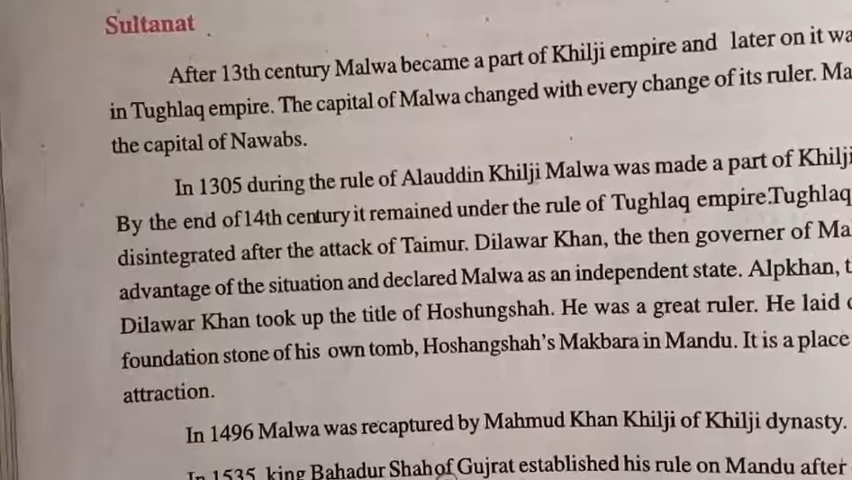 Sultanat
After 13th century Malwa became a part of Khilji empire and later on it
in Tughlaq empire. The capital of Malwa changed with every change of its ruler.
the capital of Nawabs.
In 1305 during the rule of Alauddin Khilji Malwa was made a part of Khilji
By the end of 14th century it remained under the rule of Tughlaq empire.Tughlaq
disintegrated after the attack of Taimur. Dilawar Khan, the then governer of
advantage of the situation and declared Malwa as an independent state. Alpkhan,
Dilawar Khan took up the title of Hoshungshah. He was a great ruler. He laid
foundation stone of his own tomb, Hoshangshah's Makbara in Mandu. It is a place
attraction.
In 1496 Malwa was recaptured by Mahmud Khan Khilji of Khilji dynasty.
In 1535, king Bahadur Shah of Gujrat established his rule on Mandu after